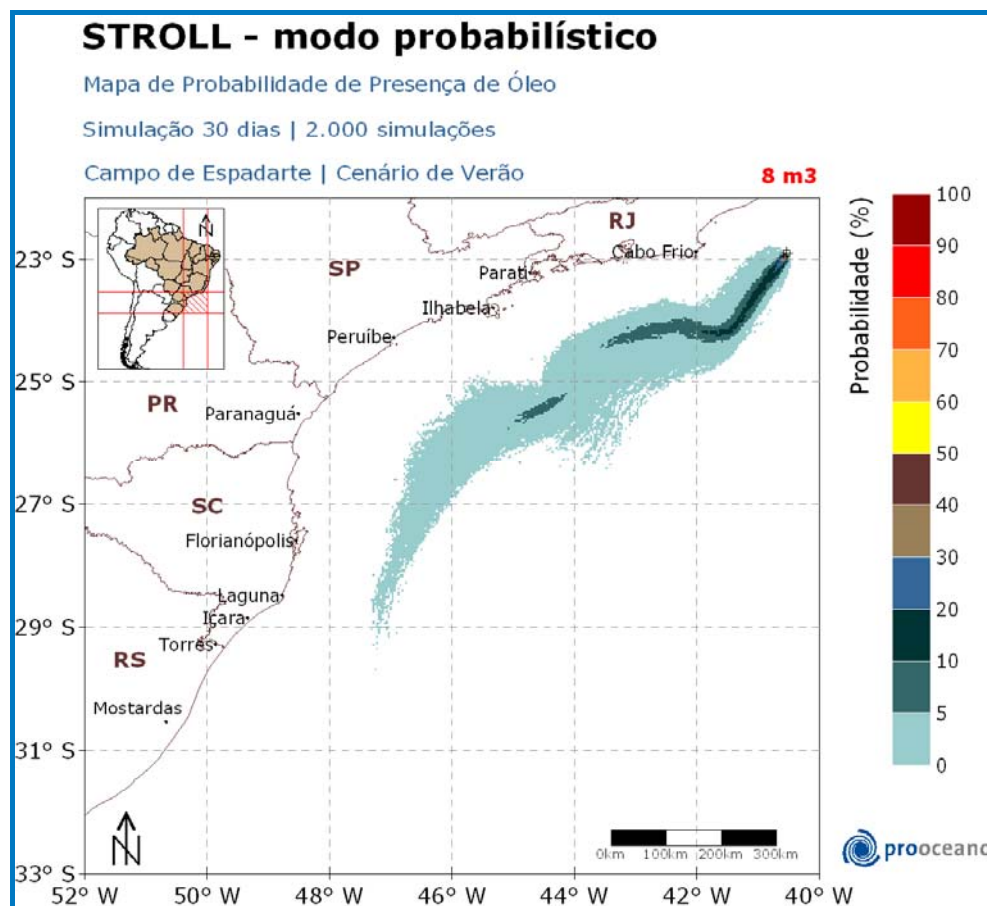 STROLL - modo probabilístico
Mapa de Probabilidade de Presença de Óleo
Simulação 30 dias | 2.000 simulações
Campo de Espadarte | Cenário de Verão
8 m3
N
RJ
SP
Cabo Frio
Parati
Ilhabela
Peruíbe
PR
Paranaguá
SC
Florianópolis
Laguna
Içara
Torres
RS
Mostardas
N
0km 100km 200km 300km
23° S
25° S
27° S
29° S
31° S
33° S
52° W 50° W 48° W 46° W 44° W 42° W 40° W
Probabilidade (%)
100
90
80
70
60
50
40
30
20
10
5
0
prooceano